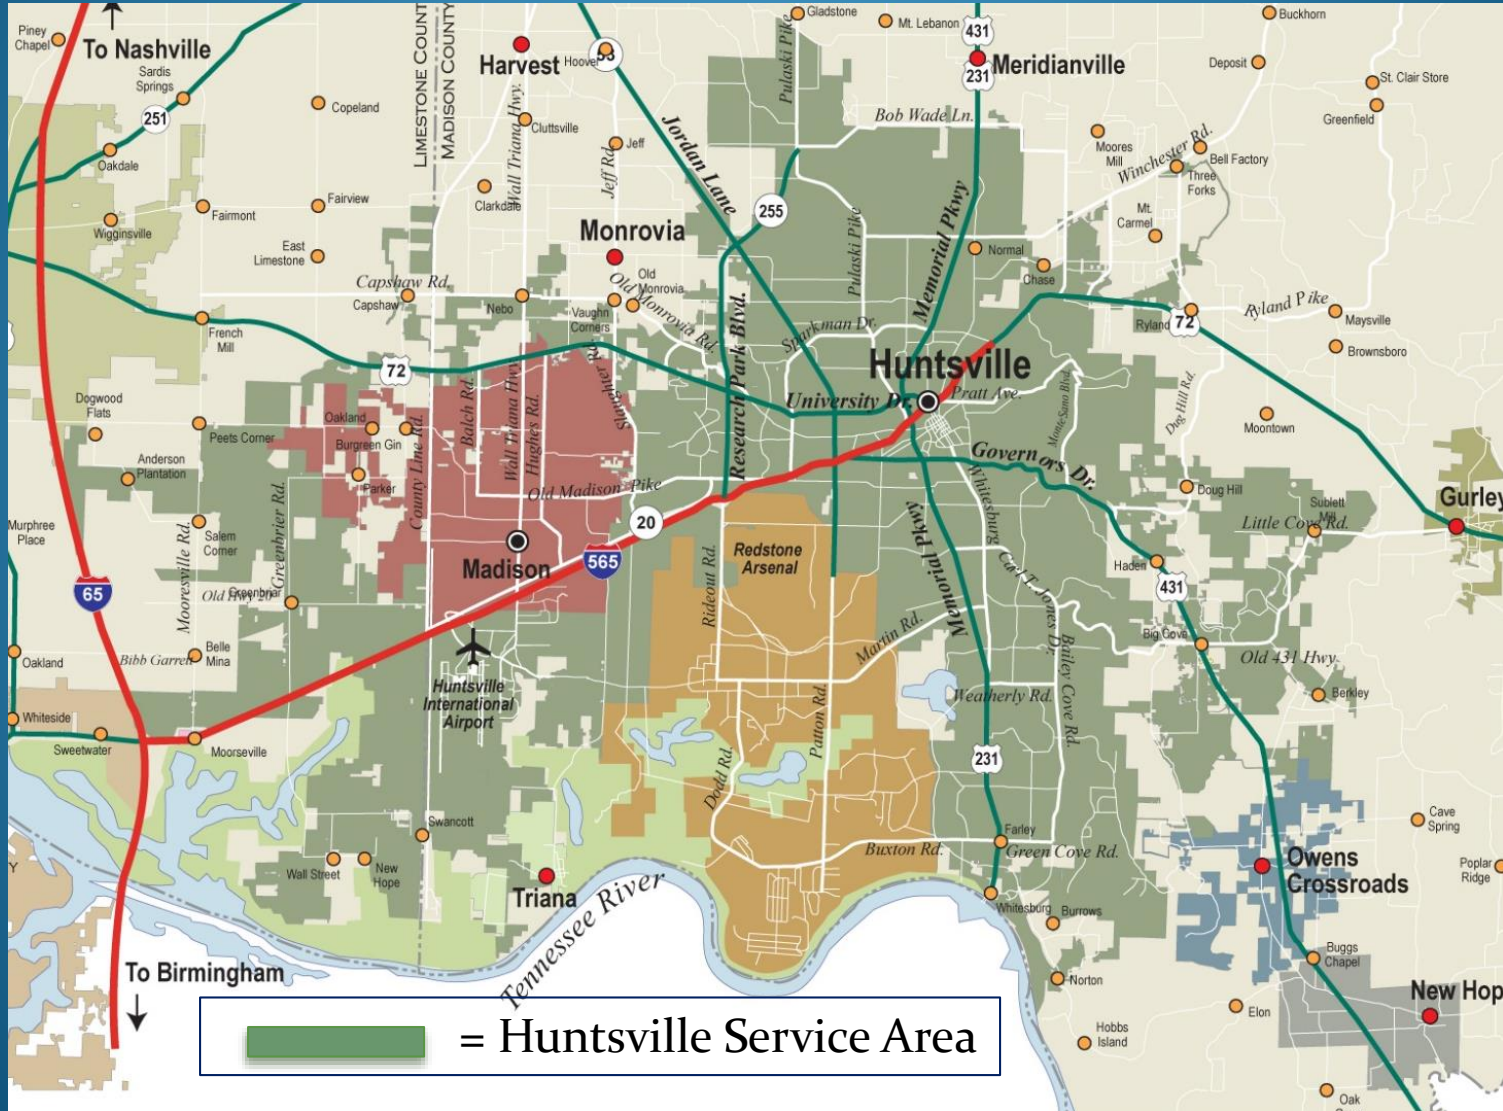 Piney
Chapel
To Nashville
Sardis
Springs
251
Copeland
Oakdale
LIMESTONE COUNTY
MADISON COUNTY
Harvest
Hoover
53
Cluttsville
Wall Triana Hwy.
Jeff
Jeff Rd.
Clarkdale
Jordan Lane
Gladstone
Pulaski Pike
Mt. Lebanon
431
231
Meridianville
Buckhorn
Deposit
St. Clair Store
Greenfield
Bob Wade Ln.
Moores
Mill
Winchester Rd.
Bell Factory
Three
Forks
Mt.
Carmel
Fairmont
Fairview
Wigginsville
East
Limestone
Monrovia
255
Pulaski Pike
Memorial Pkwy
Normal
Chase
Capshaw Rd.
Capshaw
Nebo
Old
Monrovia
Vaughn
Corners
Old Monrovia Rd.
Research Park Blvd.
Sparkman Dr.
Ryland
72
Ryland Pike
Maysville
Brownsboro
French
Mill
72
Huntsville
University Dr.
Pratt Ave.
Monte Sano Blvd.
Dug Hill Rd.
Moontown
Dogwood
Flats
Peets Corner
Oakland
Burgreen Gin
Balch Rd.
Wall Triana Hwy
Hughes Rd.
Slaughter Rd.
County Line Rd.
Anderson
Plantation
Parker
Governors Dr.
Doug Hill
Sublett
Mill
Little Cove Rd.
Gurley
Murphree
Place
Mooresville Rd.
Salem
Corner
Greenbrier Rd.
Old Madison Pike
20
Madison
565
Redstone
Arsenal
Rideout Rd.
Memorial Pkwy
Whitesburg
Carl T. Jones Dr.
Haden
431
65
Old Hwy 20
Greenbriar
Martin Rd.
Bailey Cove Rd.
Big Cove
Old 431 Hwy
Oakland
Bibb Garrett
Belle
Mina
Huntsville
International
Airport
Weatherly Rd.
Berkley
Whiteside
Sweetwater
Moorseville
Dodd Rd.
Patton Rd.
231
Swancott
Wall Street
New
Hope
Triana
Buxton Rd.
Farley
Green Cove Rd.
Owens
Crossroads
Cave
Spring
Poplar
Ridge
Tennessee River
Whitesburg
Burrows
Buggs
Chapel
To Birmingham
Norton
New Hop
Elon
Hobbs
Island
Oak
Y
= Huntsville Service Area